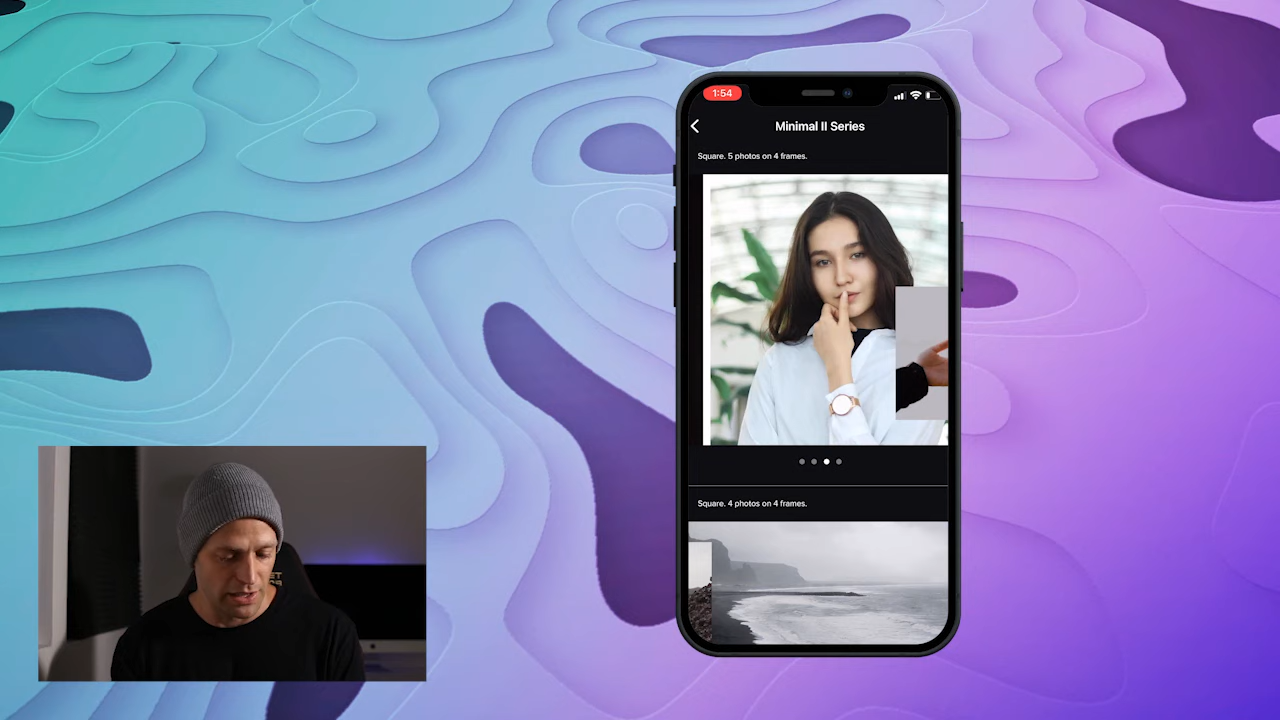 1:54
Minimal II Series
Square. 5 photos on 4 frames.
Square. 4 photos on 4 frames.